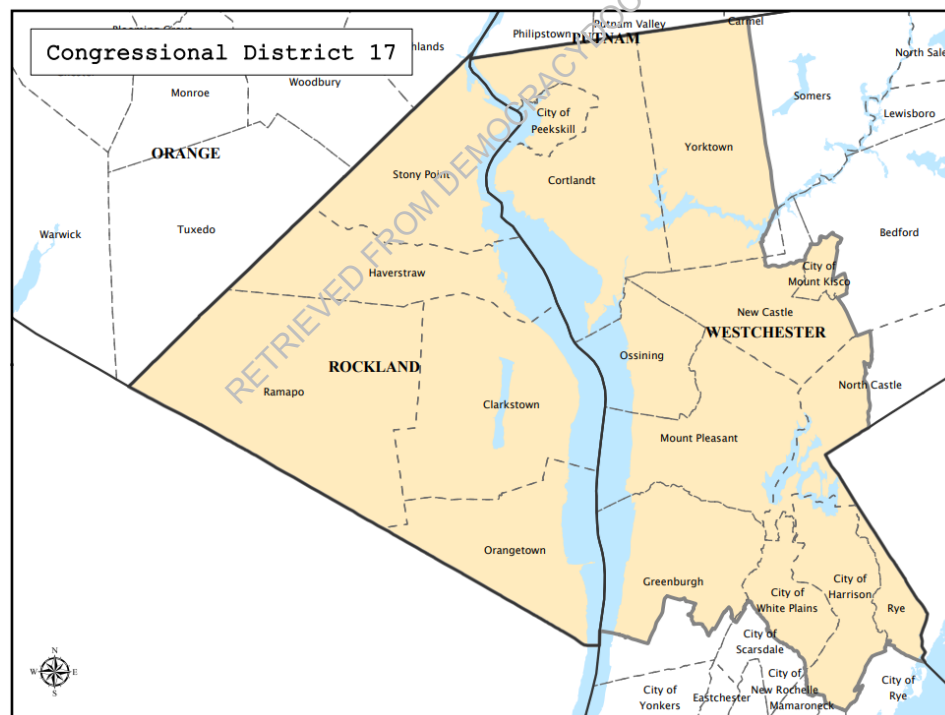 Congressional District 17
Philipstown
Putnam Valley
Carmel
PUTNAM
North Sale
Woodbury
Monroe
Somers
Lewisboro
City of
Peekskill
ORANGE
Yorktown
Stony Point
Cortlandt
Warwick
Tuxedo
Bedford
Haverstraw
City of
Mount Kisco
New Castle
WESTCHESTER
RETRIEVED FROM DEMOCRACYDOC
Ossining
ROCKLAND
Ramapo
North Castle
Clarkstown
Mount Pleasant
Orangetown
Greenburgh
City of
White Plains
City of
Harrison
Rye
City of
Scarsdale
City of
Yonkers
Eastchester
City of
New Rochelle
Mamaroneck
City of
Rye
N
W
E
S